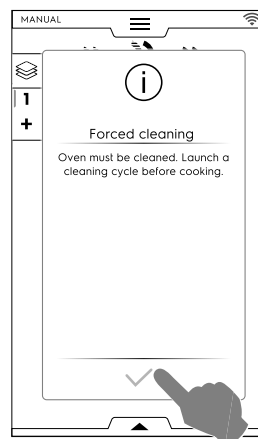 MANUAL
1
+
i
Forced cleaning
Oven must be cleaned. Launch a
cleaning cycle before cooking.